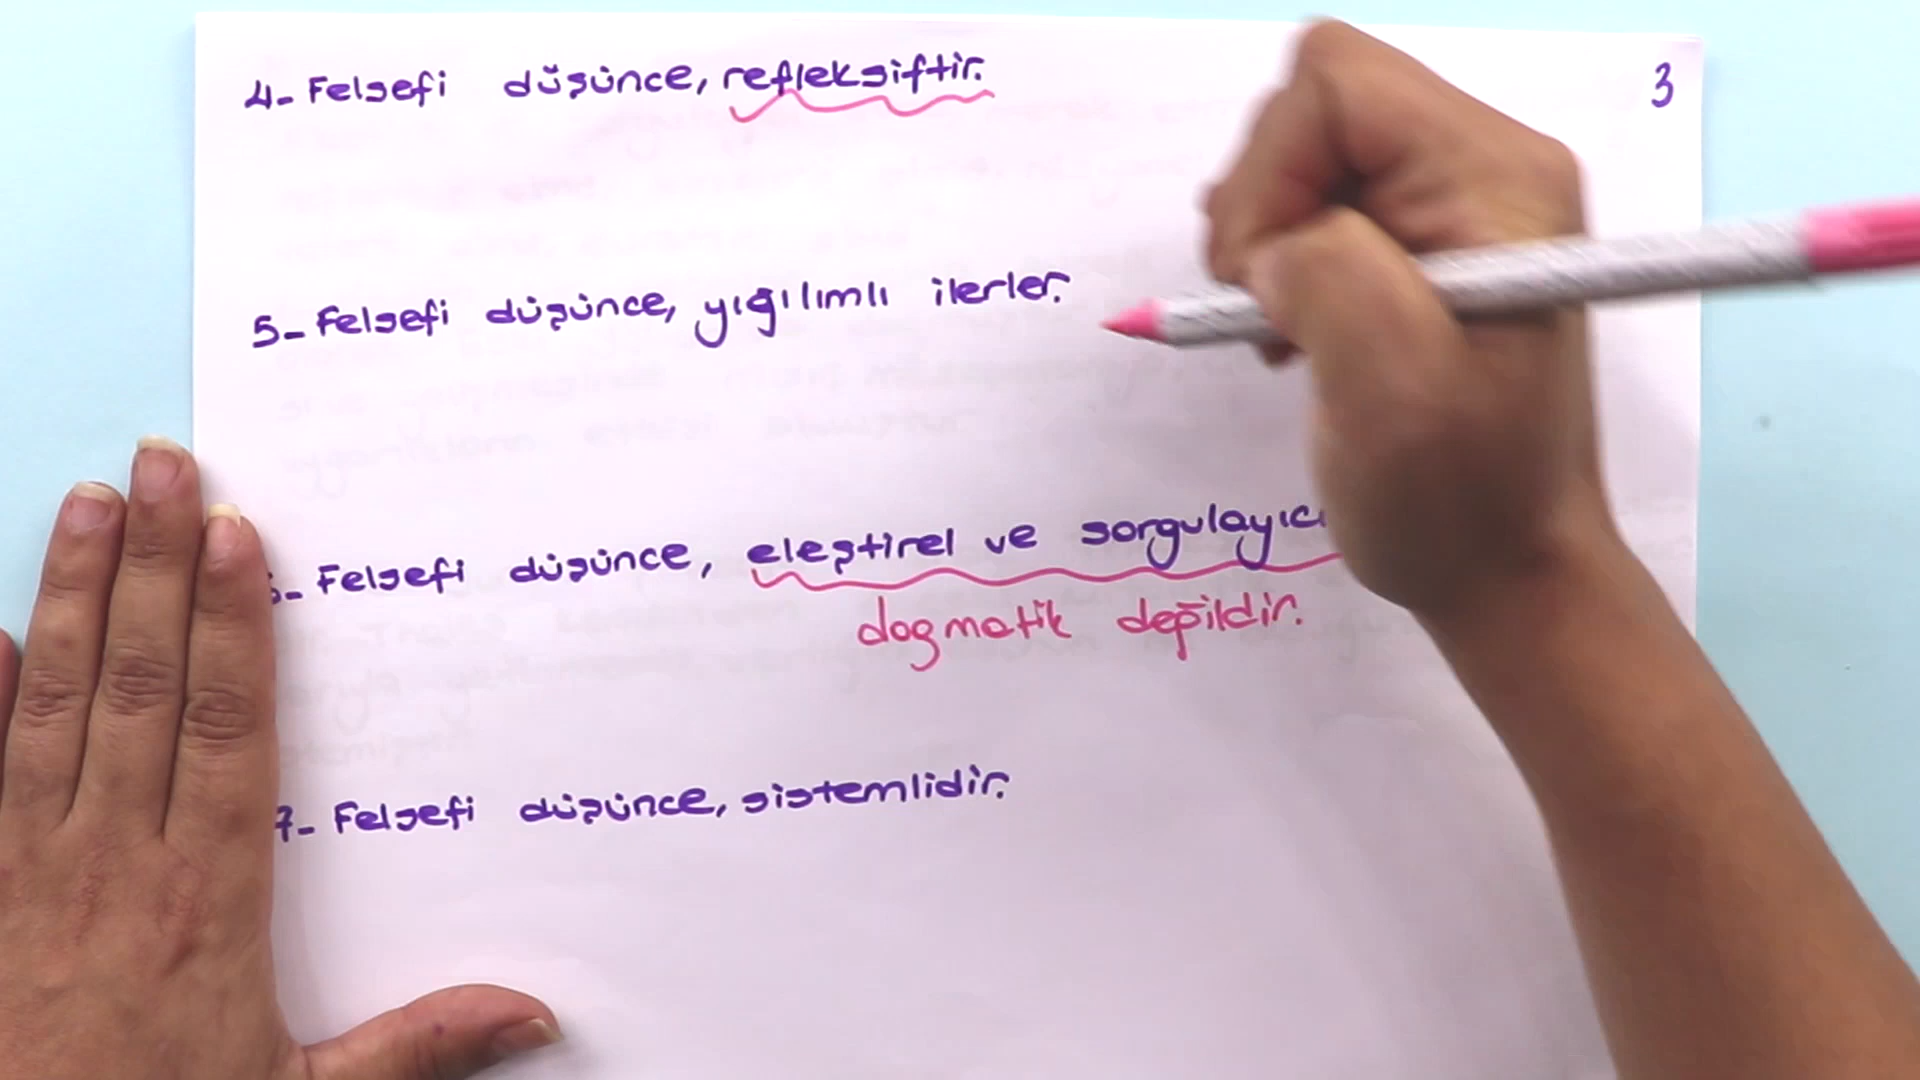 3
4- Felsefi düşünce, refleksiftir.
5- Felsefi düşünce, yığılımlı ilerler.
- Felsefi düşünce, eleştirel ve sorgulayıcı
dogmatik değildir.
7- Felsefi düşünce, sistemlidir.